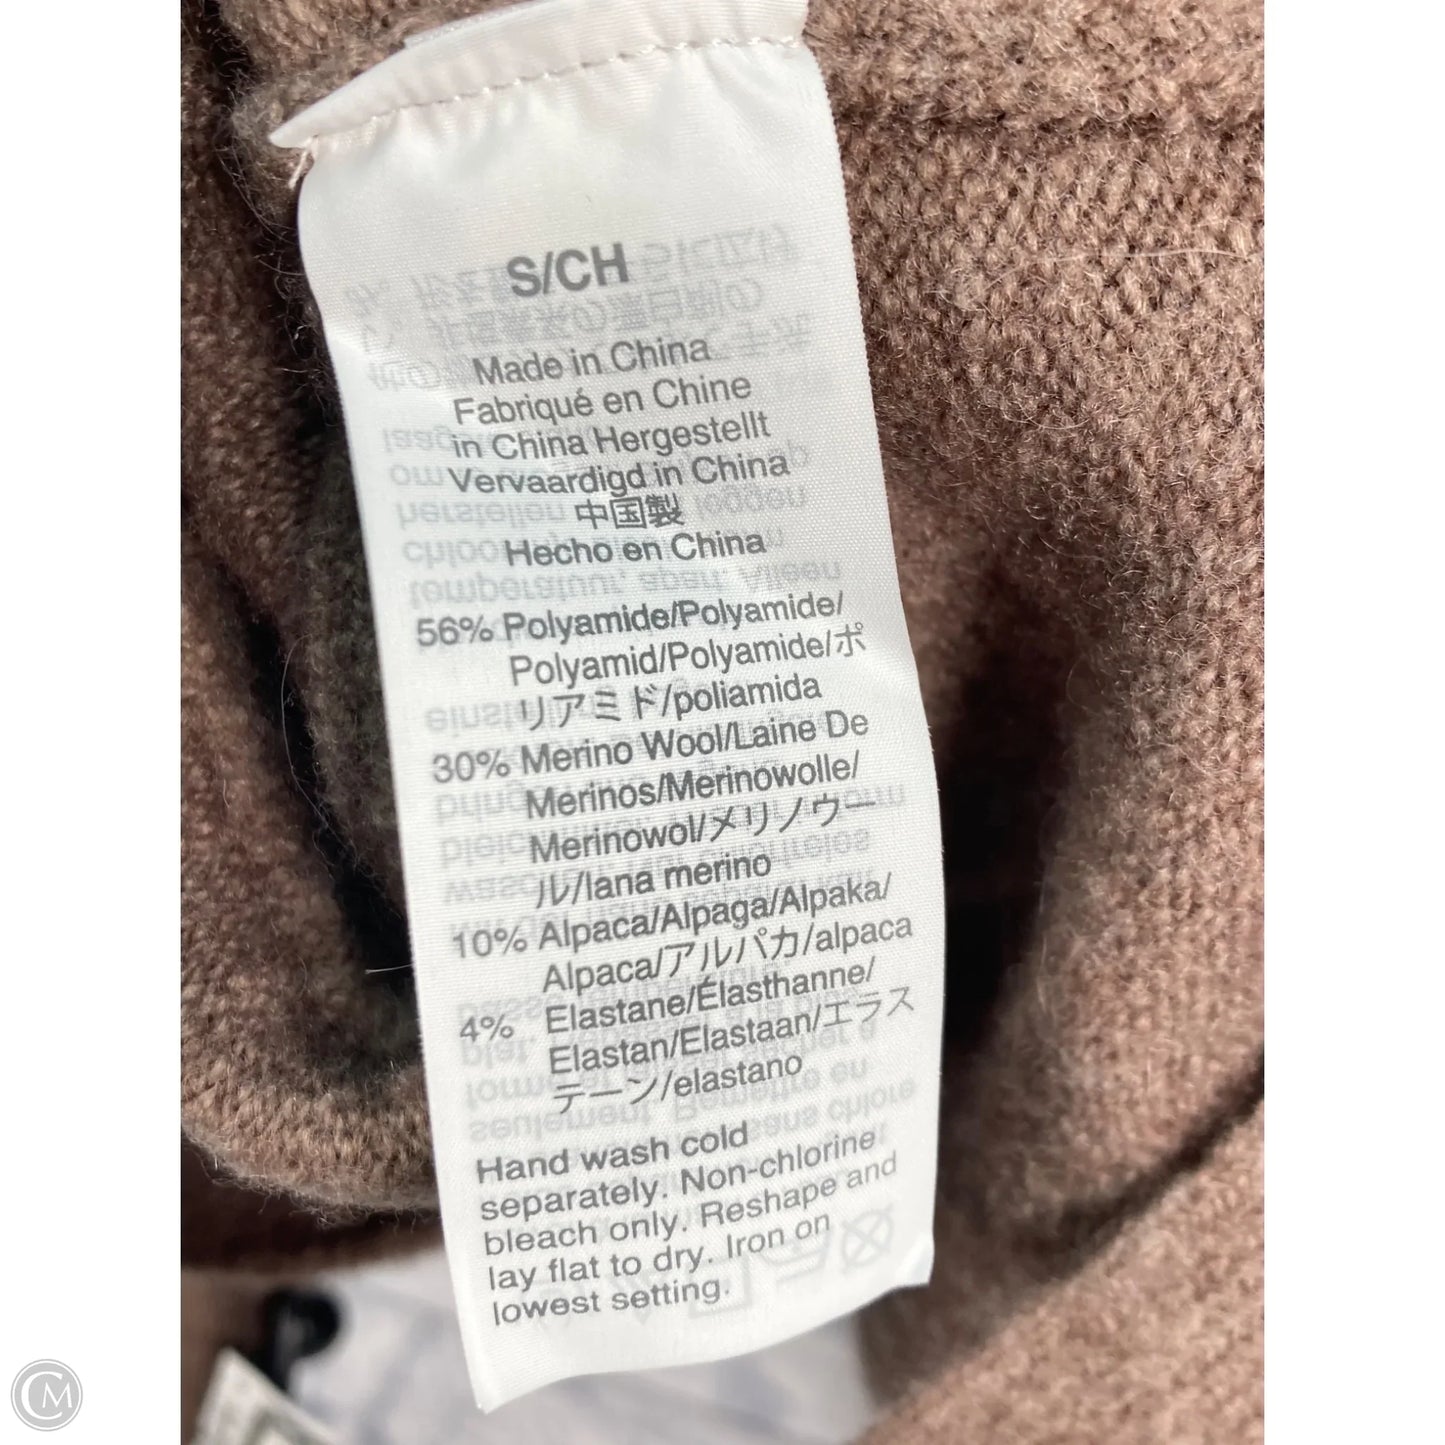 S/CH
Made in China
Fabriqué en Chine
in China Hergestellt
Vervaardigd in China
中国製
Hecho en China
56% Polyamide/Polyamide/
Polyamid/Polyamide/ポ
リアミド/poliamida
30% Merino Wool/Laine De
Merinos/Merinowolle/
Merinowol/メリノウー
ル/lana merino
10% Alpaca/Alpaga/Alpaka/
Alpaca/アルパカ/alpaca
4% Elastane/Élasthanne/
Elastan/Elastaan/エラス
テーン/elastano
Hand wash cold
separately. Non-chlorine
bleach only. Reshape and
lay flat to dry. Iron on
lowest setting.
CM